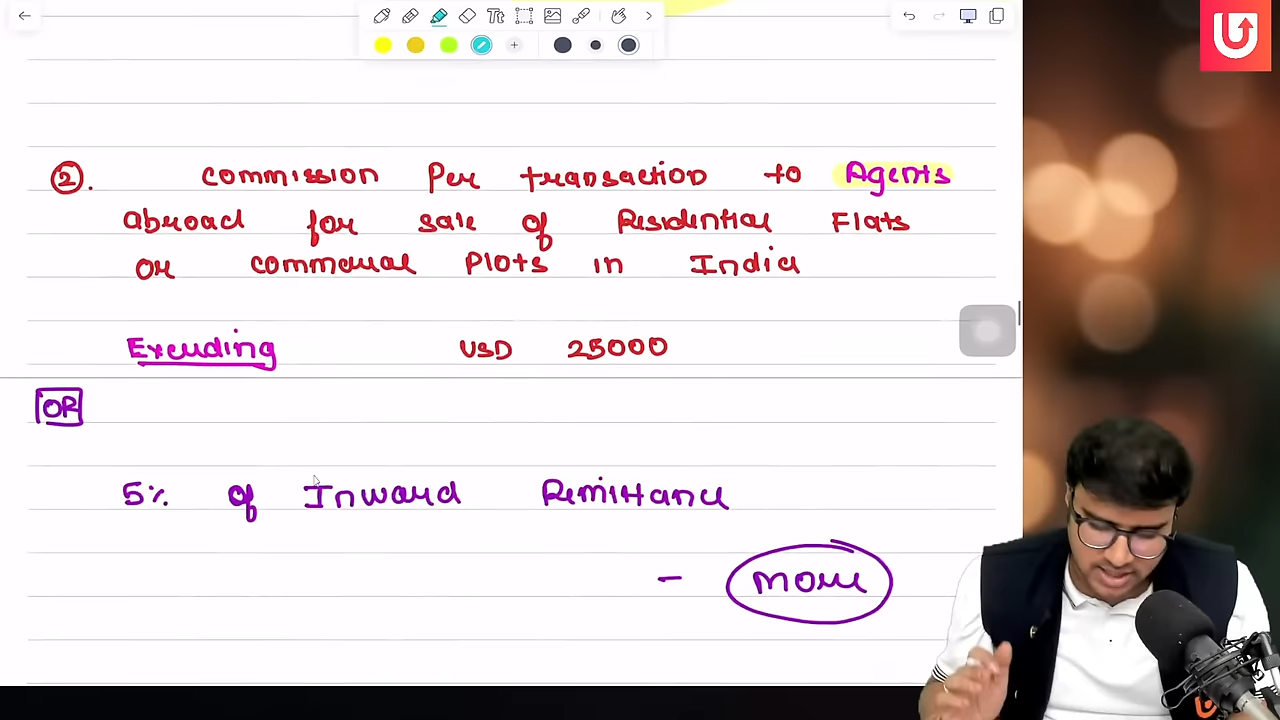 2. Commission Per transaction to Agents
abroad for sale of Residential Flats
or commercial Plots in India
Exceeding USD 25000
OR
5% of Inward Remittance
- more